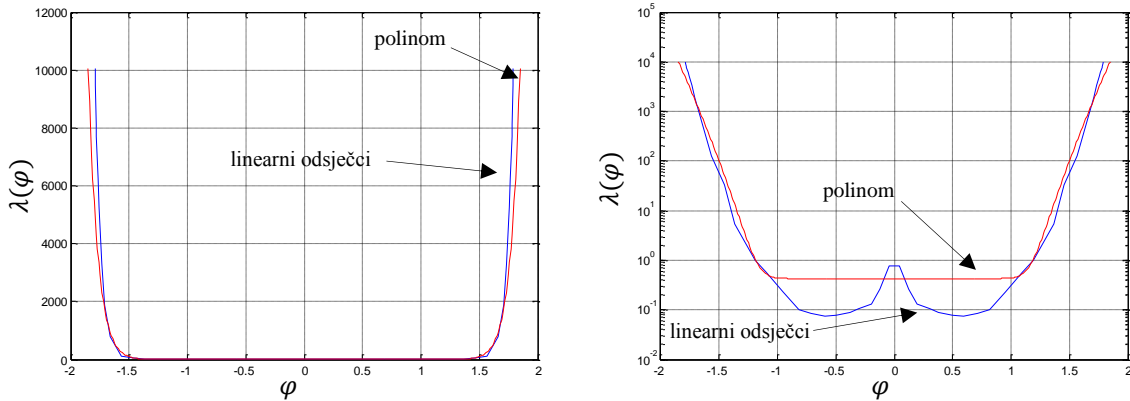 12000
10000
8000
6000
4000
2000
0
λ(φ)
polinom
linearni odsječci
-2 -1.5 -1 -0.5 0 0.5 1 1.5 2
φ
10^5
10^4
10^3
10^2
10^1
10^0
10^-1
10^-2
λ(φ)
polinom
linearni odsječci
-2 -1.5 -1 -0.5 0 0.5 1 1.5 2
φ